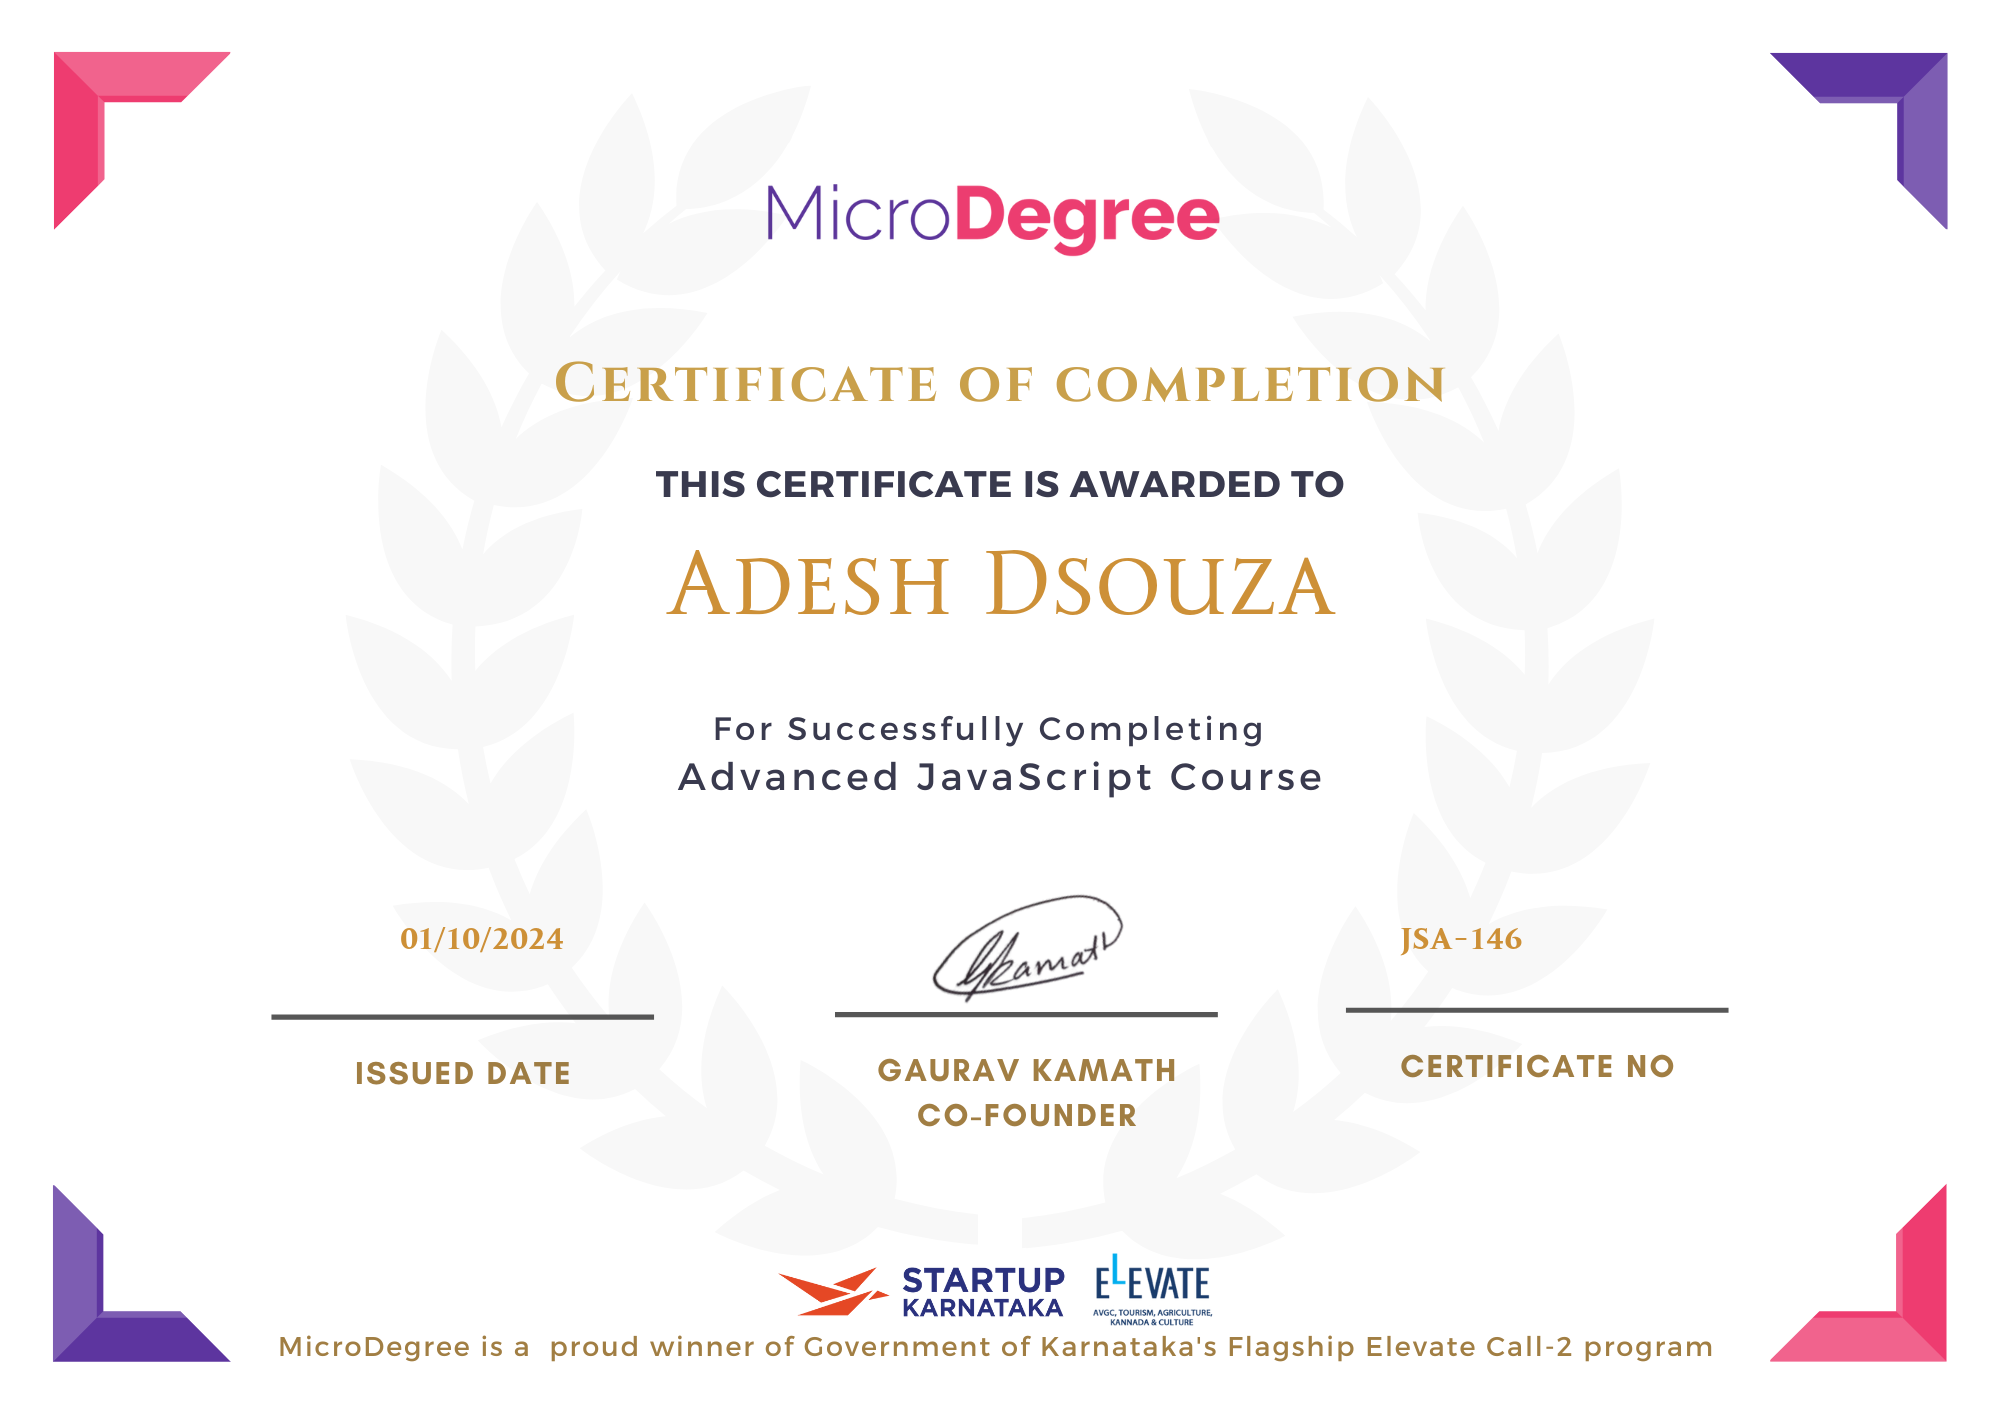 MicroDegree
Certificate of completion
THIS CERTIFICATE IS AWARDED TO
Adesh Dsouza
For Successfully Completing
Advanced JavaScript Course
01/10/2024
Gkamath
JSA-146
ISSUED DATE
GAURAV KAMATH
CO-FOUNDER
CERTIFICATE NO
STARTUP
KARNATAKA
ELEVATE
AVGC, TOURISM, AGRICULTURE,
KANNADA & CULTURE
MicroDegree is a proud winner of Government of Karnataka's Flagship Elevate Call-2 program